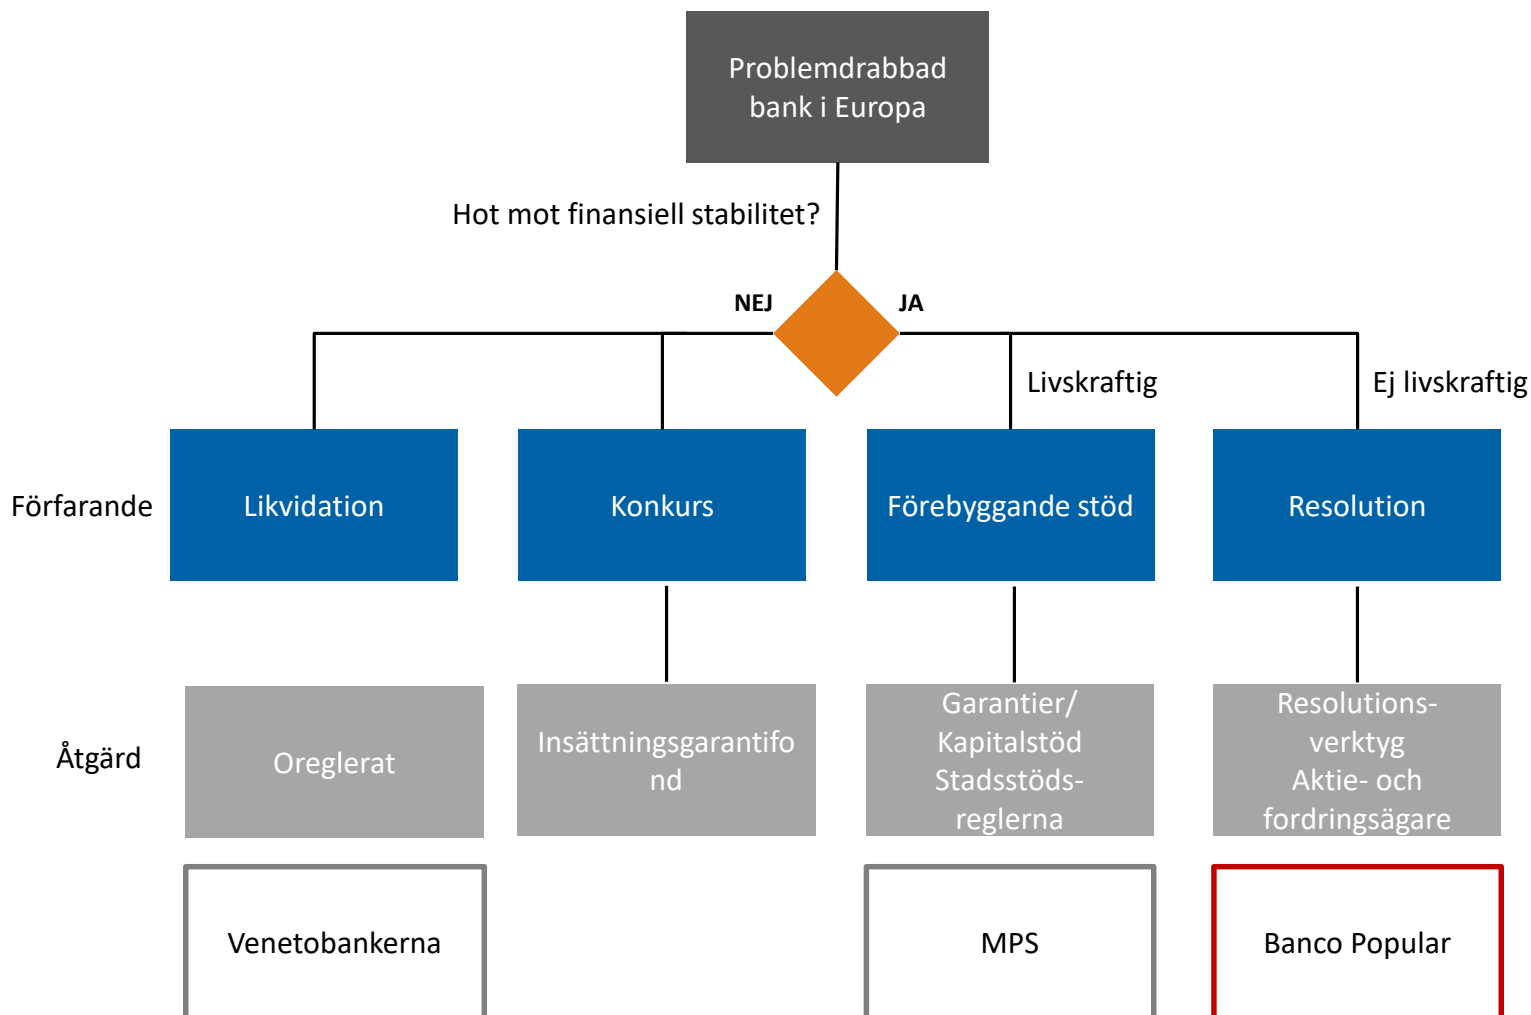 Problemdrabbad
bank i Europa
Hot mot finansiell stabilitet?
NEJ
JA
Livskraftig
Ej livskraftig
Förfarande
Likvidation
Konkurs
Förebyggande stöd
Resolution
Åtgärd
Oreglerat
Insättningsgarantifo
nd
Garantier/
Kapitalstöd
Stadsstöds-
reglerna
Resolutions-
verktyg
Aktie- och
fordringsägare
Venetobankerna
MPS
Banco Popular